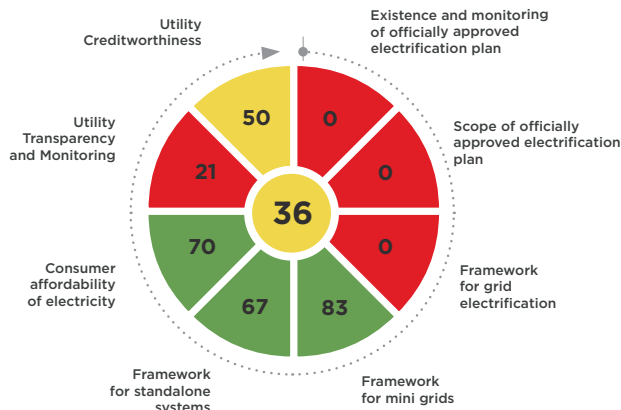 Utility
Creditworthiness
Existence and monitoring
of officially approved
electrification plan
50
0
Utility
Transparency
and Monitoring
21
0
Scope of officially
approved electrification
plan
36
70
0
Consumer
affordability
of electricity
67
83
Framework
for grid
electrification
Framework
for standalone
systems
Framework
for mini grids